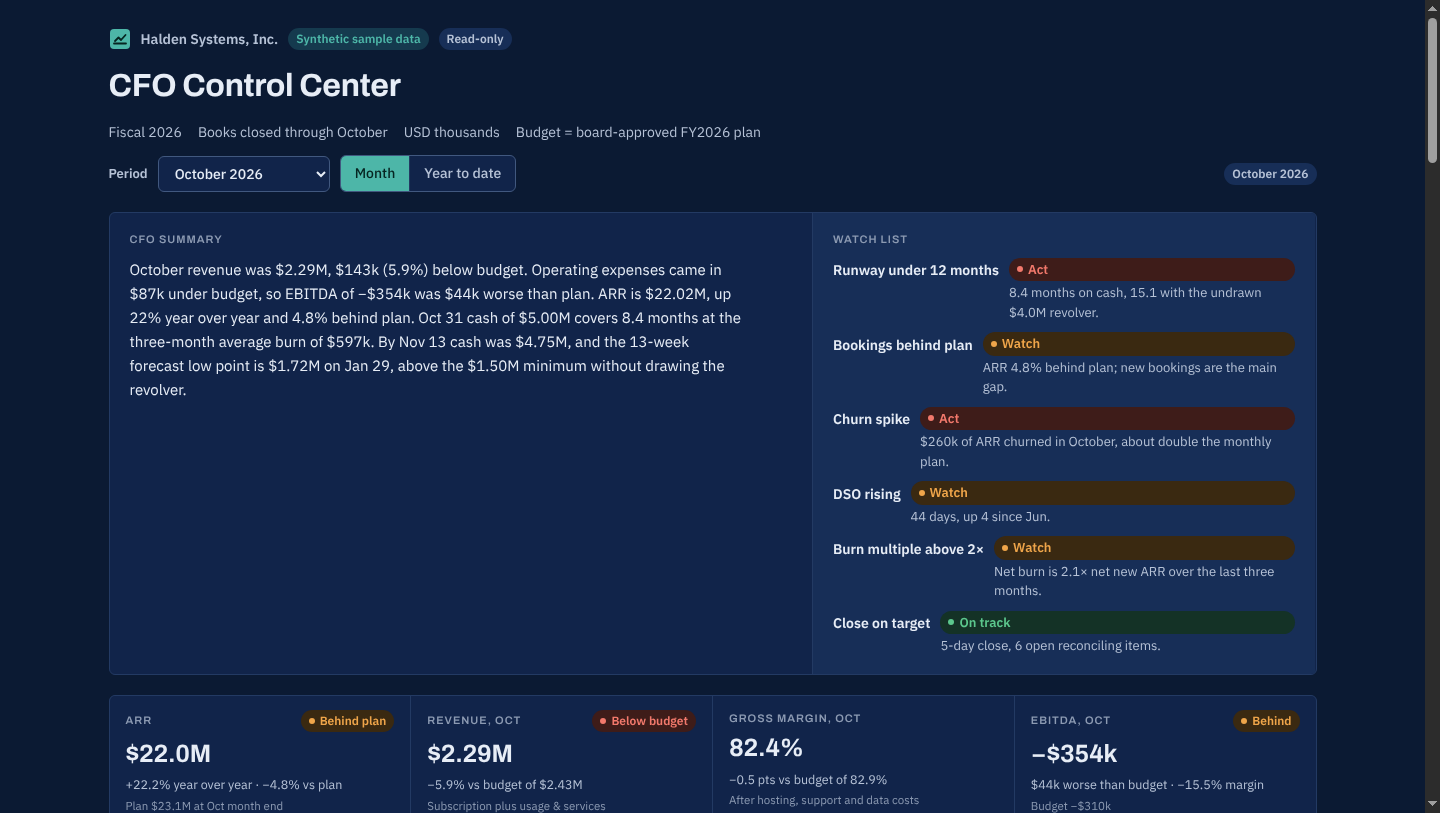 Halden Systems, Inc. Synthetic sample data Read-only
CFO Control Center
Fiscal 2026 Books closed through October USD thousands Budget = board-approved FY2026 plan
Period October 2026 Month Year to date October 2026
CFO SUMMARY
October revenue was $2.29M, $143k (5.9%) below budget. Operating expenses came in
$87k under budget, so EBITDA of −$354k was $44k worse than plan. ARR is $22.02M, up
22% year over year and 4.8% behind plan. Oct 31 cash of $5.00M covers 8.4 months at the
three-month average burn of $597k. By Nov 13 cash was $4.75M, and the 13-week
forecast low point is $1.72M on Jan 29, above the $1.50M minimum without drawing the
revolver.
WATCH LIST
Runway under 12 months Act
8.4 months on cash, 15.1 with the undrawn
$4.0M revolver.
Bookings behind plan Watch
ARR 4.8% behind plan; new bookings are the main
gap.
Churn spike Act
$260k of ARR churned in October, about double the monthly
plan.
DSO rising Watch
44 days, up 4 since Jun.
Burn multiple above 2× Watch
Net burn is 2.1× net new ARR over the last three
months.
Close on target On track
5-day close, 6 open reconciling items.
ARR Behind plan
$22.0M
+22.2% year over year · −4.8% vs plan
Plan $23.1M at Oct month end
REVENUE, OCT Below budget
$2.29M
−5.9% vs budget of $2.43M
Subscription plus usage & services
GROSS MARGIN, OCT
82.4%
−0.5 pts vs budget of 82.9%
After hosting, support and data costs
EBITDA, OCT Behind
−$354k
$44k worse than budget · −15.5% margin
Budget −$310k